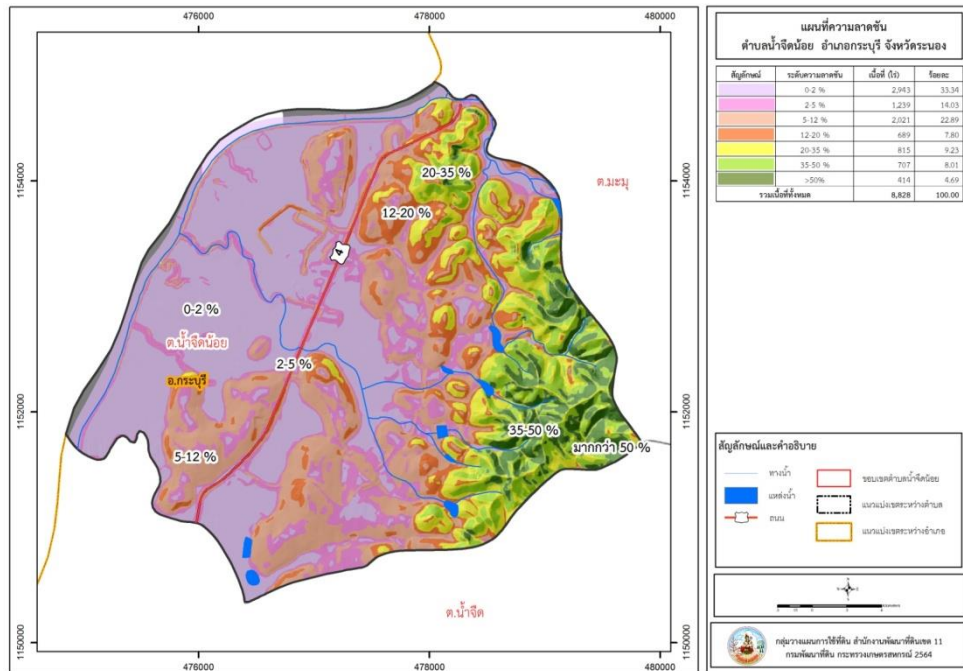 476000 478000 480000
1154000
1152000
1150000
1154000
1152000
1150000
476000 478000 480000
ต.มะมุ
20-35 %
12-20 %
4
0-2 %
ต.น้ำจืดน้อย
2-5 %
อ.กระบุรี
35-50 %
มากกว่า 50 %
5-12 %
ต.น้ำจืด
แผนที่ความลาดชัน
ตำบลน้ำจืดน้อย อำเภอกระบุรี จังหวัดระนอง
สัญลักษณ์ ระดับความลาดชัน เนื้อที่ (ไร่) ร้อยละ
0-2 % 2,943 33.34
2-5 % 1,239 14.03
5-12 % 2,021 22.89
12-20 % 689 7.80
20-35 % 815 9.23
35-50 % 707 8.01
>50% 414 4.69
รวมเนื้อที่ทั้งหมด 8,828 100.00
สัญลักษณ์และคำอธิบาย
ทางน้ำ
แหล่งน้ำ
ถนน
ขอบเขตตำบลน้ำจืดน้อย
แนวแบ่งเขตระหว่างตำบล
แนวแบ่งเขตระหว่างอำเภอ
กลุ่มวางแผนการใช้ที่ดิน สำนักงานพัฒนาที่ดินเขต 11
กรมพัฒนาที่ดิน กระทรวงเกษตรสหกรณ์ 2564